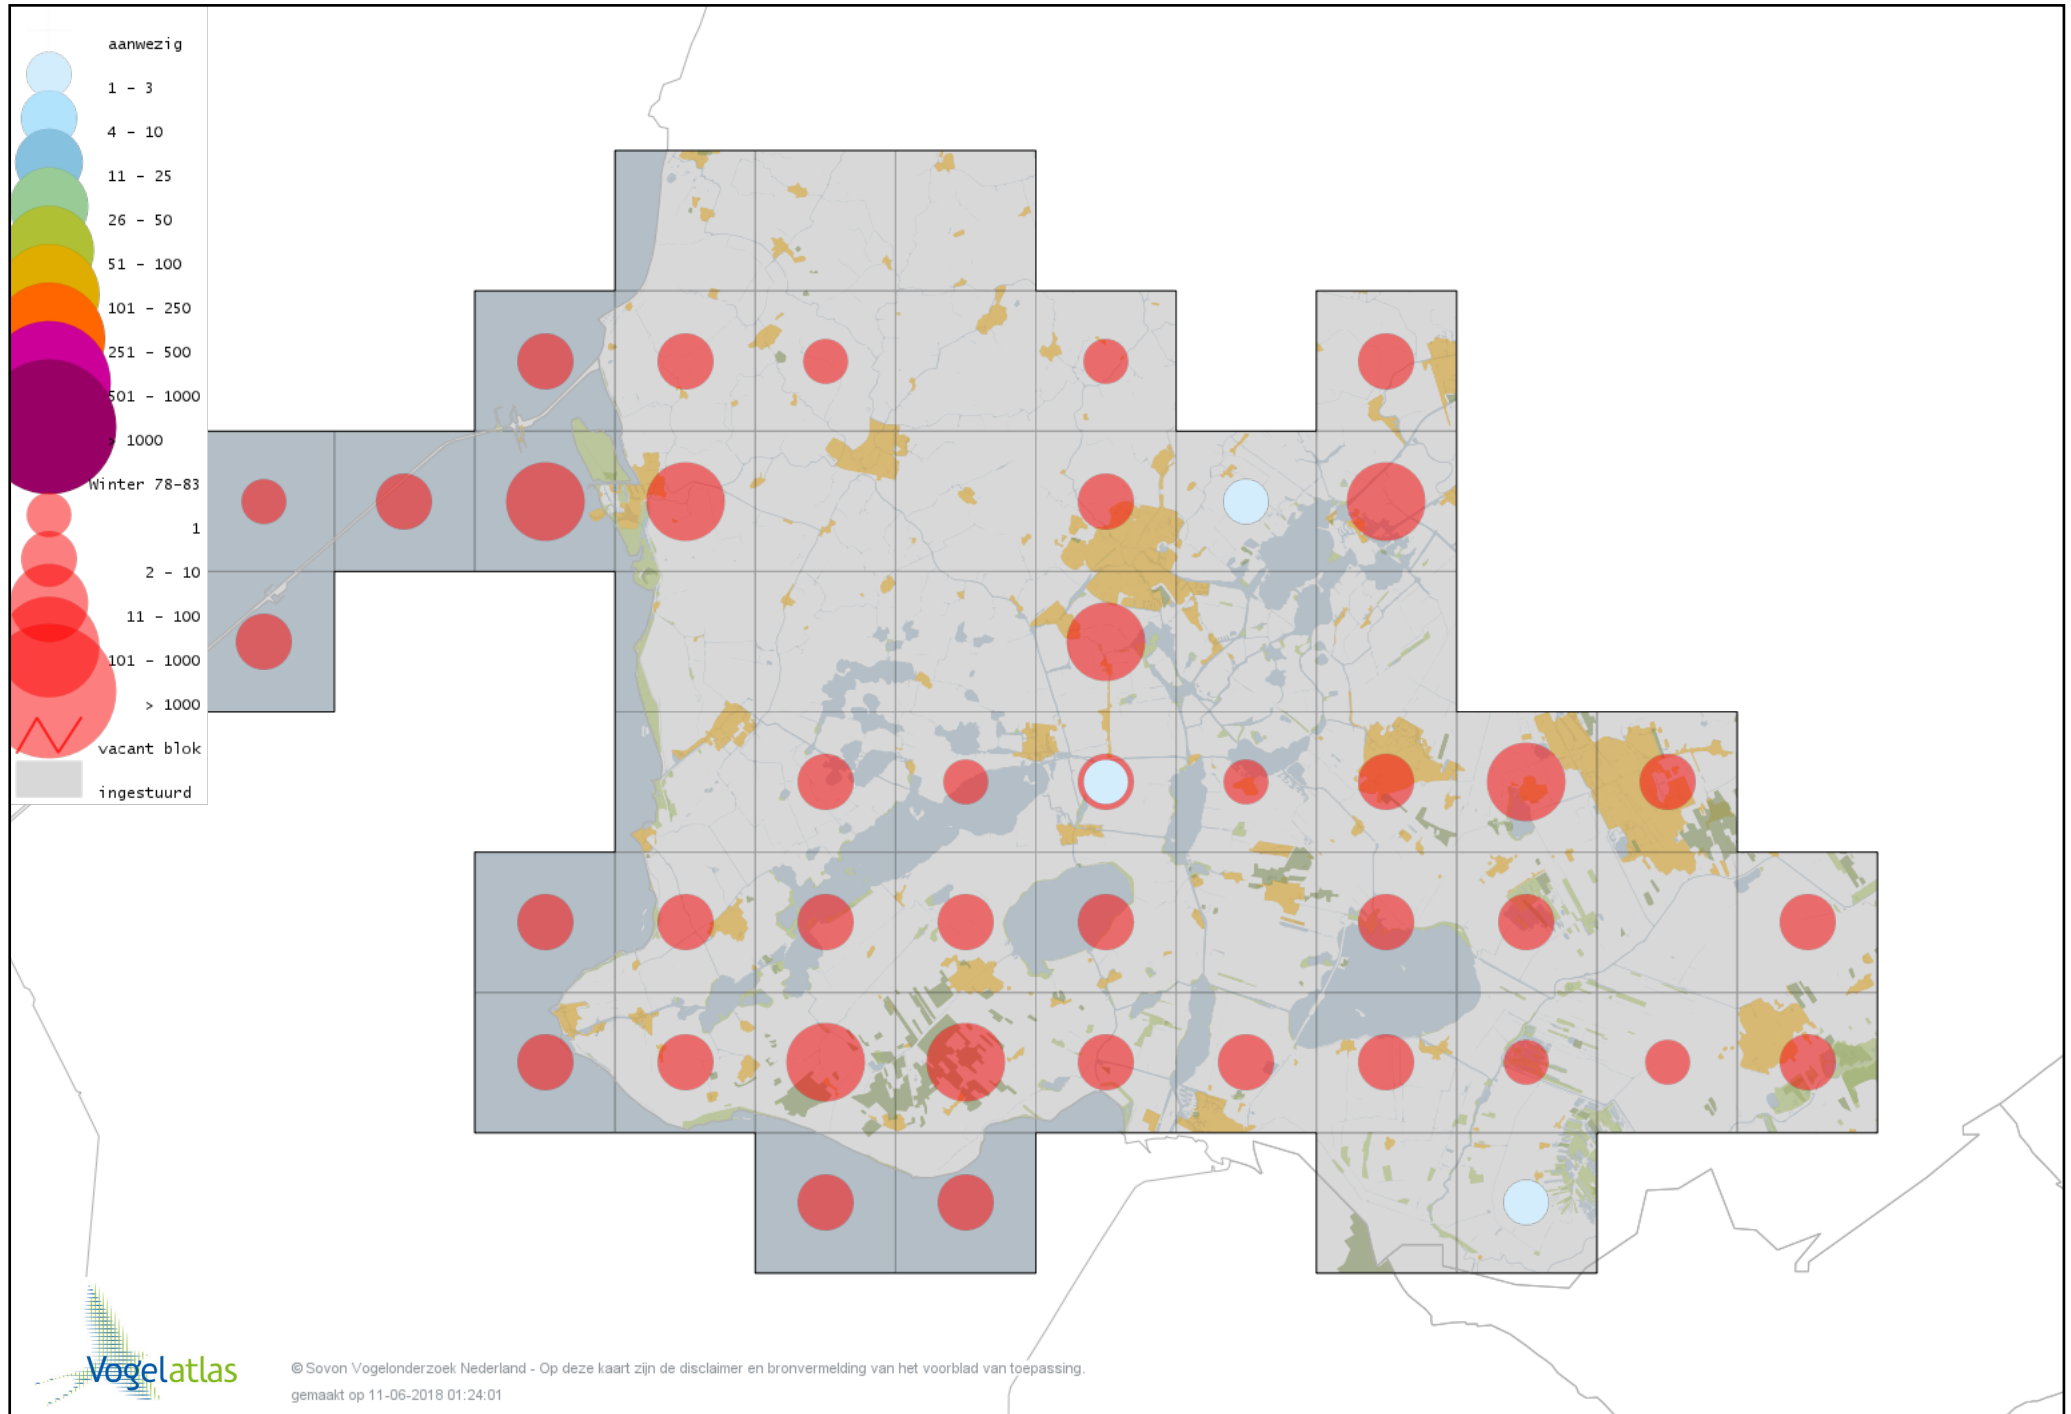 aanwezig
1 - 3
4 - 10
11 - 25
26 - 50
51 - 100
101 - 250
251 - 500
501 - 1000
> 1000
Winter 78-83
1
2 - 10
11 - 100
101 - 1000
> 1000
vacant blok
ingestuurd
Vogelatlas
© Sovon Vogelonderzoek Nederland - Op deze kaart zijn de disclaimer en bronvermelding van het voorblad van toepassing.
gemaakt op 11-06-2018 01:24:01